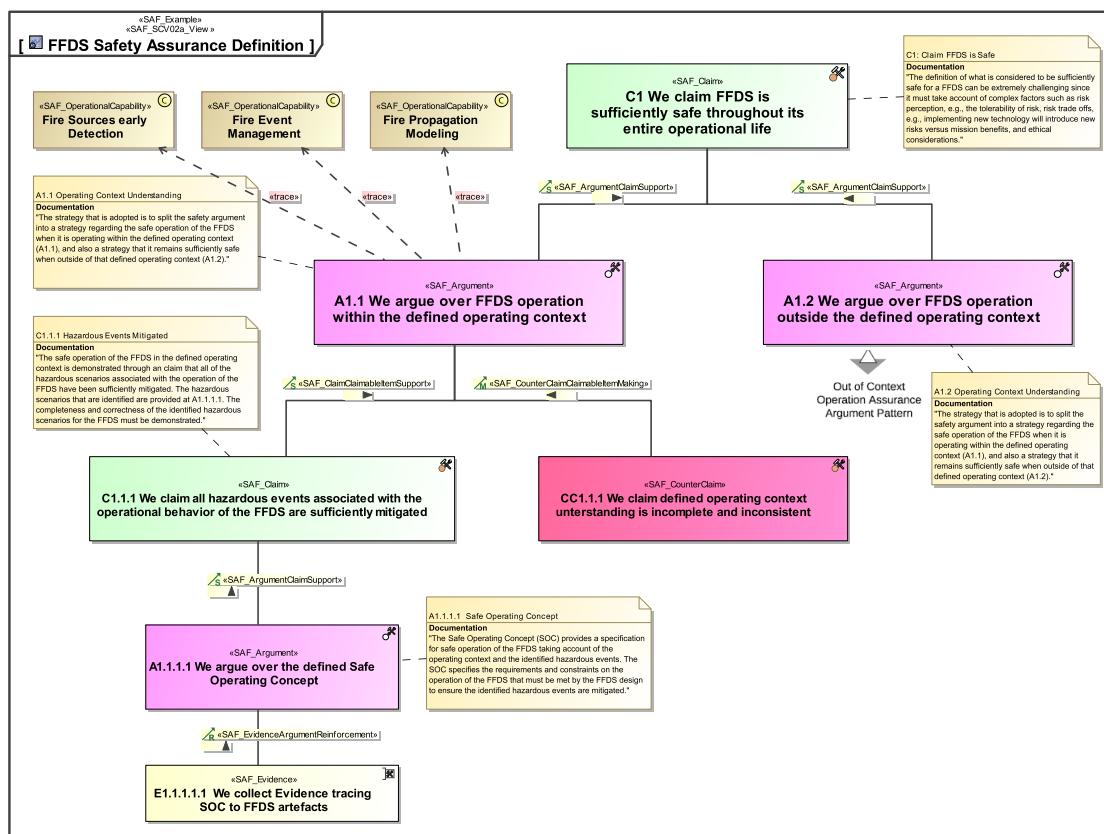 «SAF_Example»
«SAF_SCV02a_View »
[ FFDS Safety Assurance Definition ]
«SAF_OperationalCapability»
Fire Sources early
Detection
C
«SAF_OperationalCapability»
Fire Event
Management
C
«SAF_OperationalCapability»
Fire Propagation
Modeling
C
«SAF_Claim»
C1 We claim FFDS is
sufficiently safe throughout its
entire operational life
C1: Claim FFDS is Safe
Documentation
"The definition of what is considered to be sufficiently
safe for a FFDS can be extremely challenging since
it must take account of complex factors such as risk
perception, e.g., the tolerability of risk, risk trade offs,
e.g., implementing new technology will introduce new
risks versus mission benefits, and ethical
considerations."
«trace»
«trace»
«trace»
S «SAF_ArgumentClaimSupport»
S «SAF_ArgumentClaimSupport»
A1.1 Operating Context Understanding
Documentation
"The strategy that is adopted is to split the safety argument
into a strategy regarding the safe operation of the FFDS
when it is operating within the defined operating context
(A1.1), and also a strategy that it remains sufficiently safe
when outside of that defined operating context (A1.2)."
«SAF_Argument»
A1.1 We argue over FFDS operation
within the defined operating context
«SAF_Argument»
A1.2 We argue over FFDS operation
outside the defined operating context
Out of Context
Operation Assurance
Argument Pattern
C1.1.1 Hazardous Events Mitigated
Documentation
"The safe operation of the FFDS in the defined operating
context is demonstrated through an claim that all of the
hazardous scenarios associated with the operation of the
FFDS have been sufficiently mitigated. The hazardous
scenarios that are identified are provided at A1.1.1.1. The
completeness and correctness of the identified hazardous
scenarios for the FFDS must be demonstrated."
S «SAF_ClaimClaimableItemSupport»
M «SAF_CounterClaimClaimableItemMaking»
A1.2 Operating Context Understanding
Documentation
"The strategy that is adopted is to split the
safety argument into a strategy regarding the
safe operation of the FFDS when it is
operating within the defined operating
context (A1.1), and also a strategy that it
remains sufficiently safe when outside of that
defined operating context (A1.2)."
«SAF_Claim»
C1.1.1 We claim all hazardous events associated with the
operational behavior of the FFDS are sufficiently mitigated
«SAF_CounterClaim»
CC1.1.1 We claim defined operating context
unterstanding is incomplete and inconsistent
S «SAF_ArgumentClaimSupport»
«SAF_Argument»
A1.1.1.1 We argue over the defined Safe
Operating Concept
A1.1.1.1 Safe Operating Concept
Documentation
"The Safe Operating Concept (SOC) provides a specification
for safe operation of the FFDS taking account of the
operating context and the identified hazardous events. The
SOC specifies the requirements and constraints on the
operation of the FFDS that must be met by the FFDS design
to ensure the identified hazardous events are mitigated."
R «SAF_EvidenceArgumentReinforcement»
«SAF_Evidence»
E1.1.1.1.1 We collect Evidence tracing
SOC to FFDS artefacts